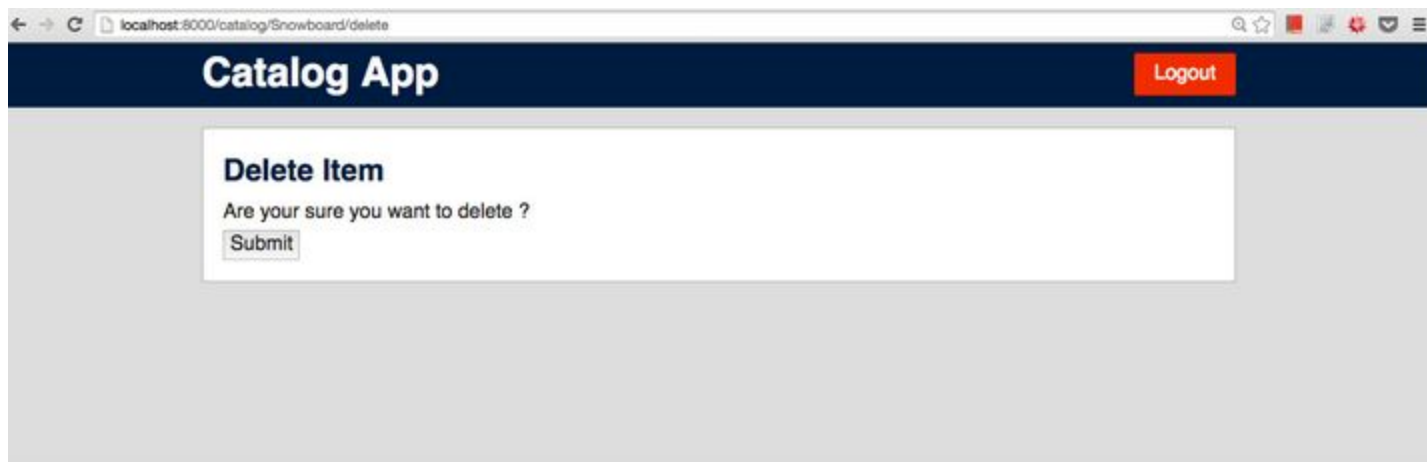 localhost:8000/catalog/Snowboard/delete
Catalog App
Logout
Delete Item
Are your sure you want to delete ?
Submit